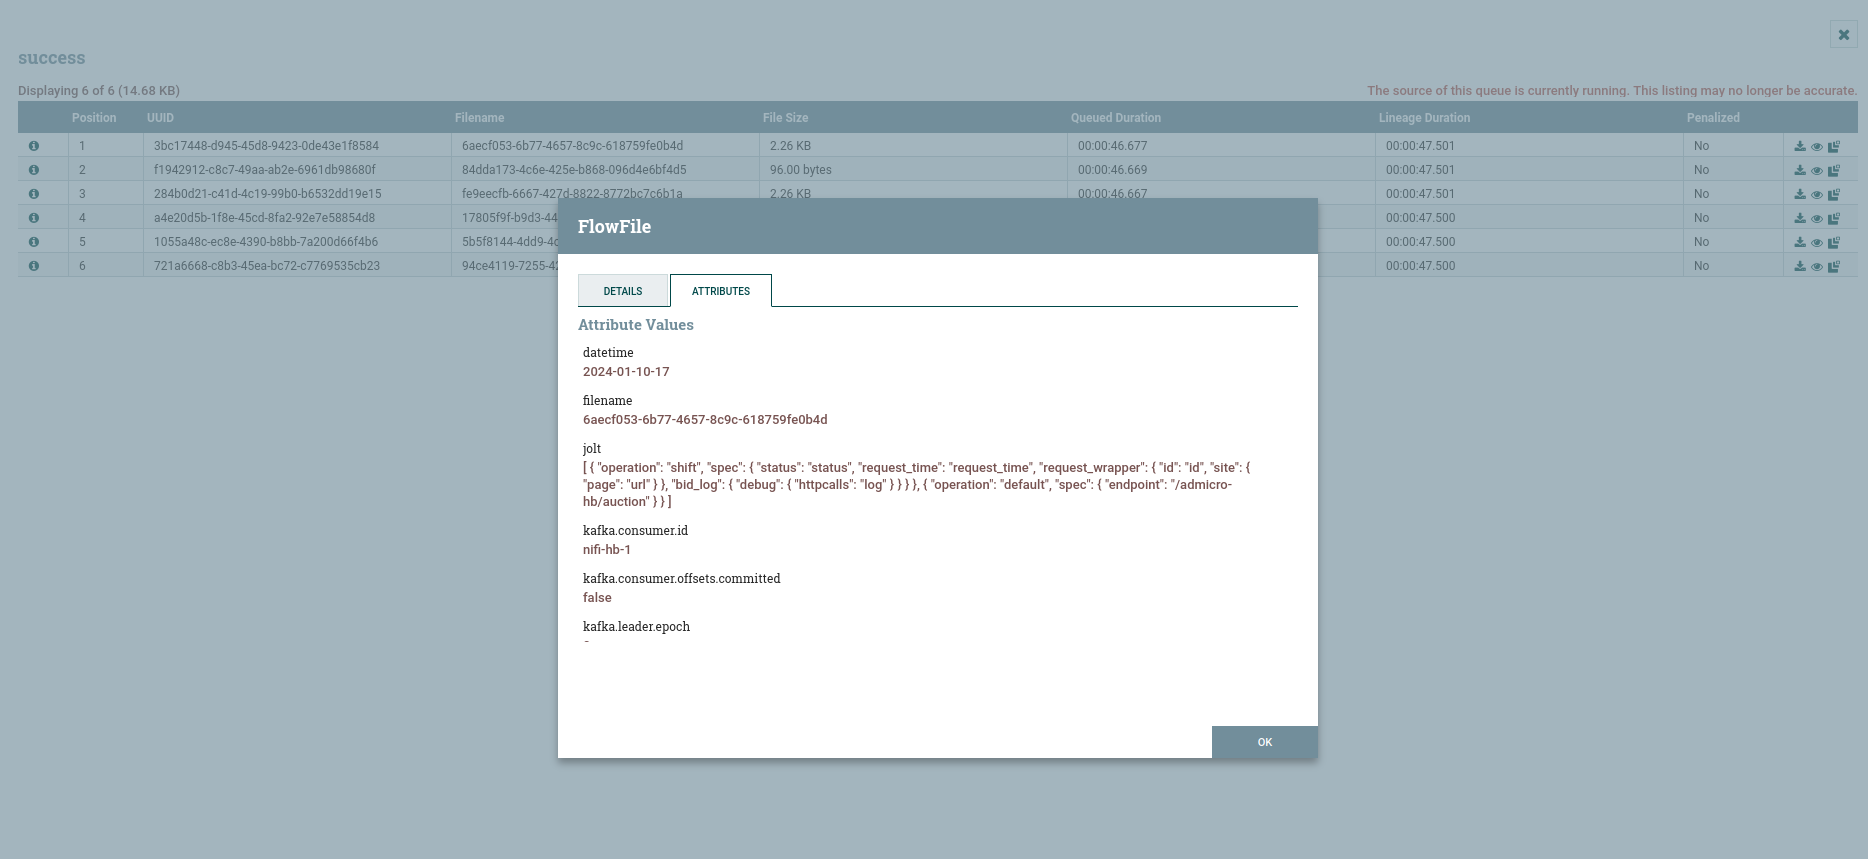 success
Displaying 6 of 6 (14.68 KB)
The source of this queue is currently running. This listing may no longer be accurate.
Position UUID Filename File Size Queued Duration Lineage Duration Penalized
1 3bc17448-d945-45d8-9423-0de43e1f8584 6aecf053-6b77-4657-8c9c-618759fe0b4d 2.26 KB 00:00:46.677 00:00:47.501 No
2 f1942912-c8c7-49aa-ab2e-6961db98680f 84dda173-4c6e-425e-b868-096d4e6bf4d5 96.00 bytes 00:00:46.669 00:00:47.501 No
3 284b0d21-c41d-4c19-99b0-b6532dd19e15 fe9eecfb-6667-427d-8822-8772bc7c6b1a 2.26 KB 00:00:46.667 00:00:47.501 No
4 a4e20d5b-1f8e-45cd-8fa2-92e7e58854d8 17805f9f-b9d3-44 00:00:47.500 No
5 1055a48c-ec8e-4390-b8bb-7a200d66f4b6 5b5f8144-4dd9-4c 00:00:47.500 No
6 721a6668-c8b3-45ea-bc72-c7769535cb23 94ce4119-7255-42 00:00:47.500 No
FlowFile
DETAILS ATTRIBUTES
Attribute Values
datetime
2024-01-10-17
filename
6aecf053-6b77-4657-8c9c-618759fe0b4d
jolt
[ { "operation": "shift", "spec": { "status": "status", "request_time": "request_time", "request_wrapper": { "id": "id", "site": {
"page": "url" } }, "bid_log": { "debug": { "httpcalls": "log" } } } }, { "operation": "default", "spec": { "endpoint": "/admicro-
hb/auction" } } ]
kafka.consumer.id
nifi-hb-1
kafka.consumer.offsets.committed
false
kafka.leader.epoch
OK